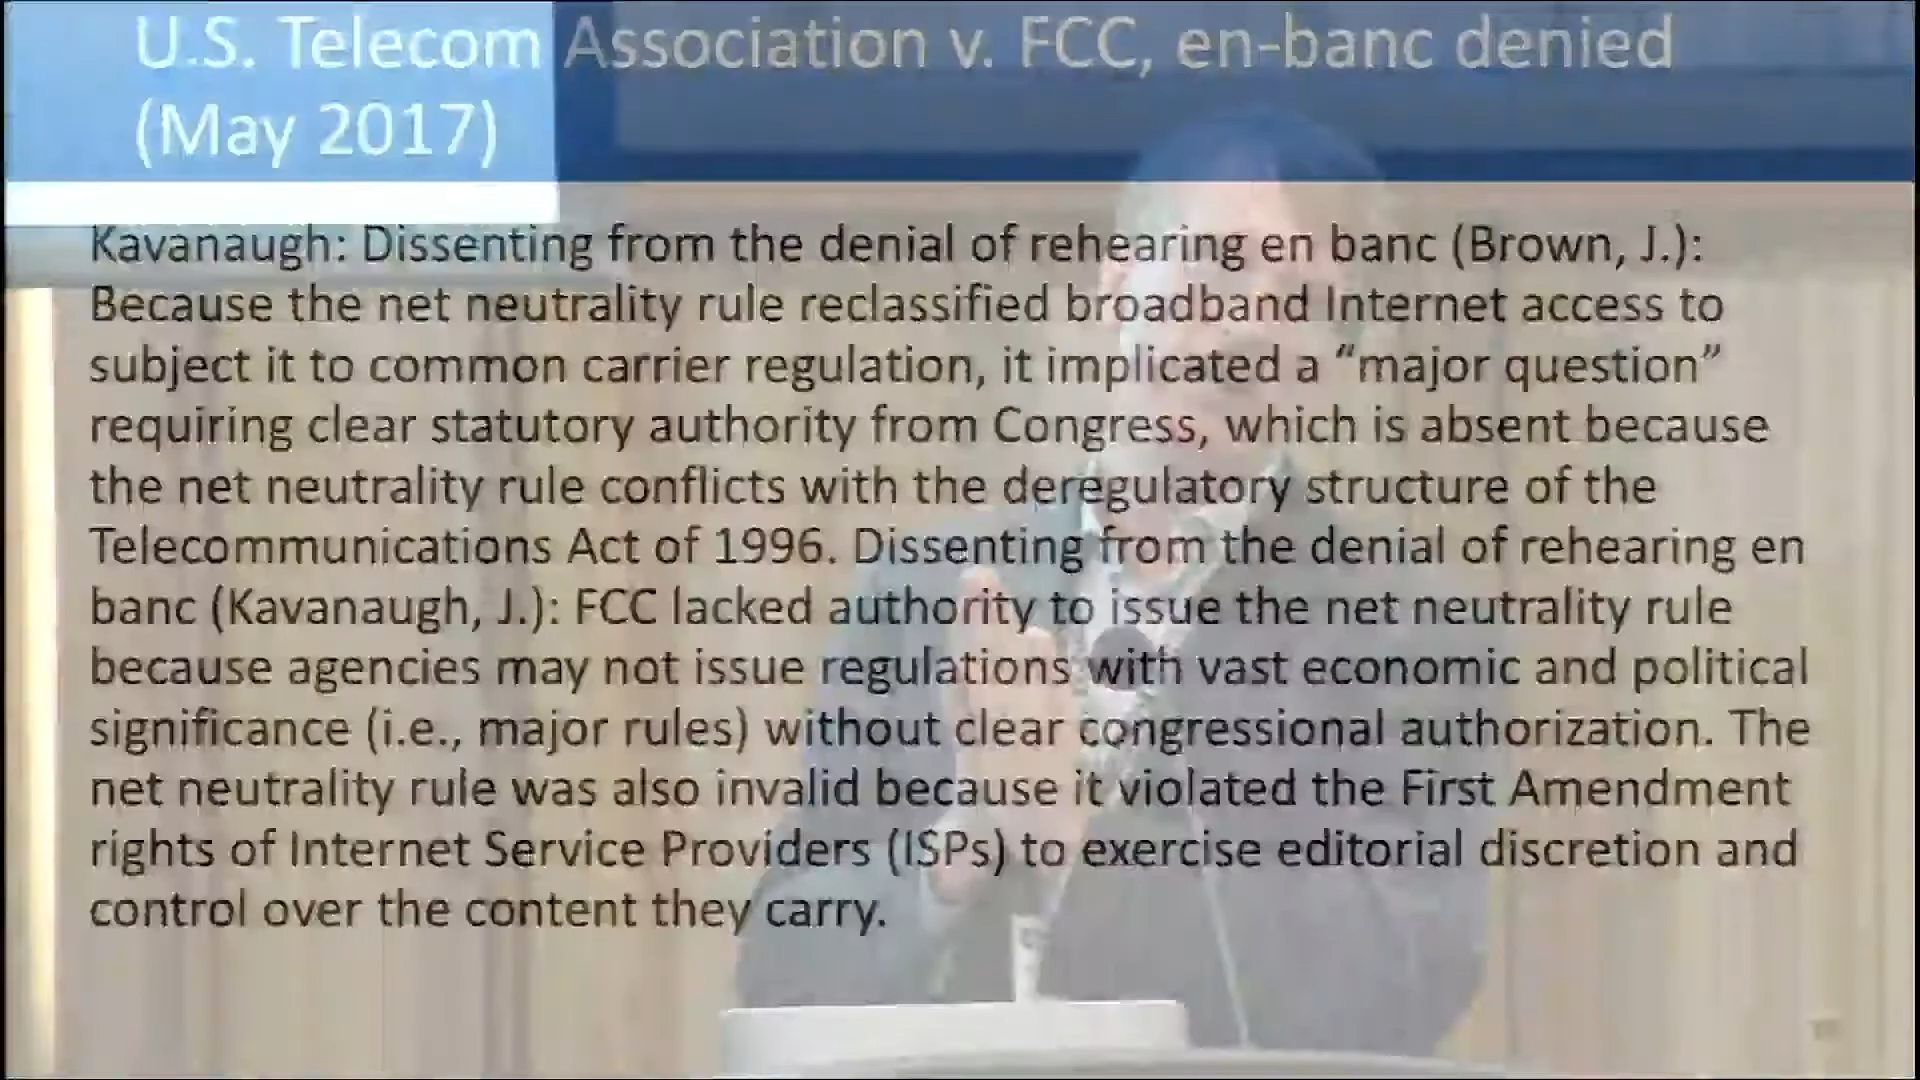 U.S. Telecom Association v. FCC, en-banc denied
(May 2017)
Kavanaugh: Dissenting from the denial of rehearing en banc (Brown, J.):
Because the net neutrality rule reclassified broadband Internet access to
subject it to common carrier regulation, it implicated a “major question”
requiring clear statutory authority from Congress, which is absent because
the net neutrality rule conflicts with the deregulatory structure of the
Telecommunications Act of 1996. Dissenting from the denial of rehearing en
banc (Kavanaugh, J.): FCC lacked authority to issue the net neutrality rule
because agencies may not issue regulations with vast economic and political
significance (i.e., major rules) without clear congressional authorization. The
net neutrality rule was also invalid because it violated the First Amendment
rights of Internet Service Providers (ISPs) to exercise editorial discretion and
control over the content they carry.